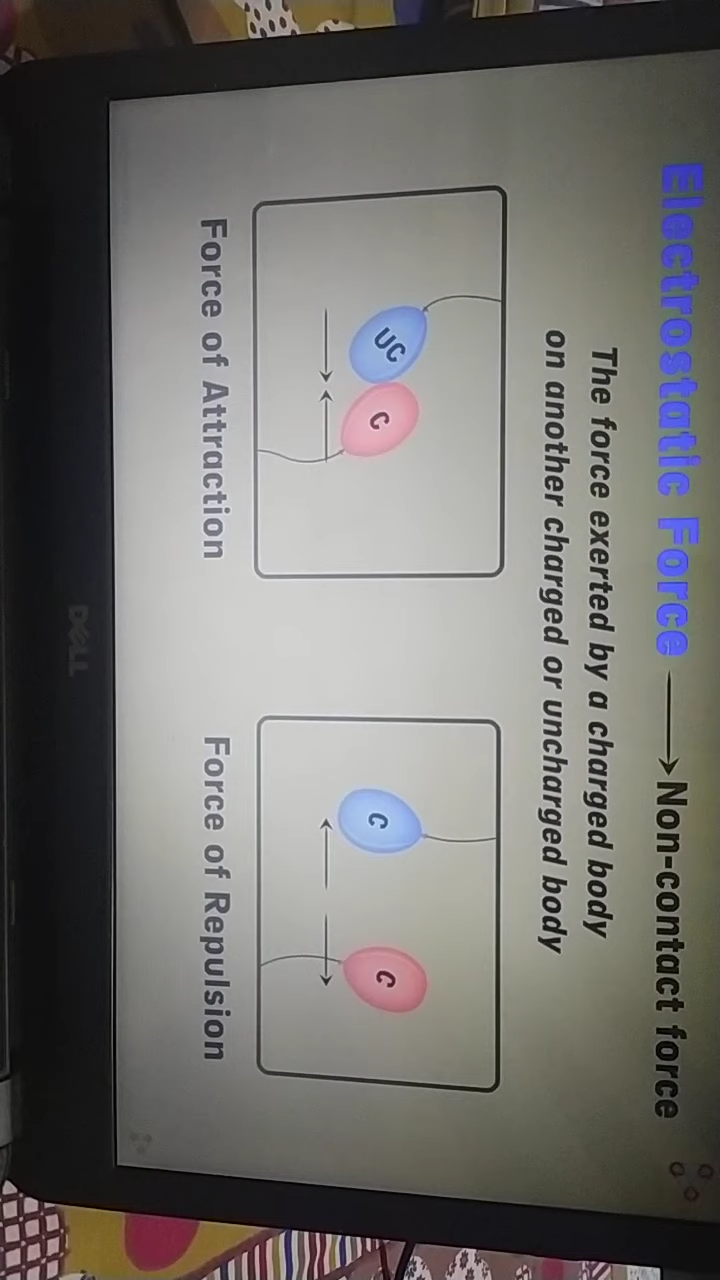 Electrostatic Force → Non-contact force
The force exerted by a charged body
on another charged or uncharged body
UC
C
Force of Attraction
C
C
Force of Repulsion
DELL